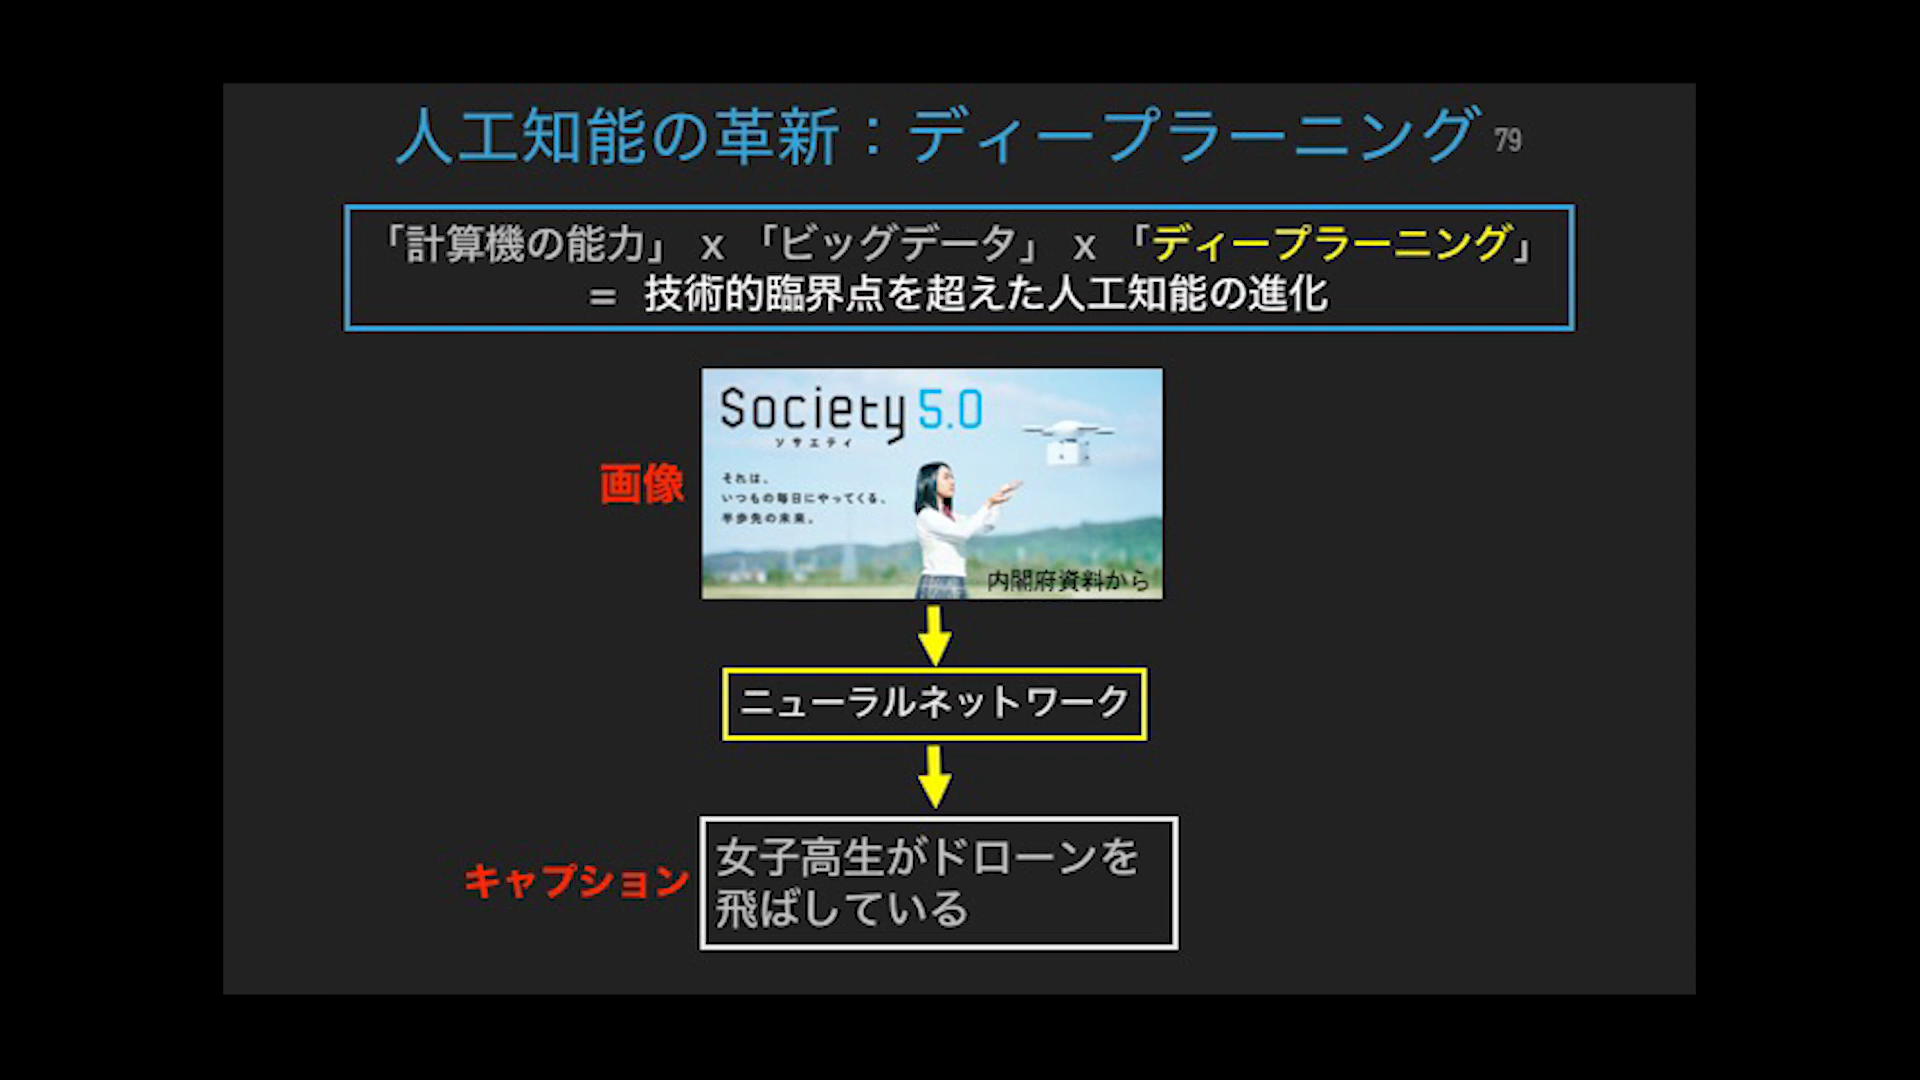 人工知能の革新：ディープラーニング 79
「計算機の能力」 x 「ビッグデータ」 x 「ディープラーニング」
= 技術的臨界点を超えた人工知能の進化
Society 5.0
ソサエティ
それは、
いつもの毎日にやってくる、
半歩先の未来。
画像
内閣府資料から
ニューラルネットワーク
キャプション
女子高生がドローンを
飛ばしている